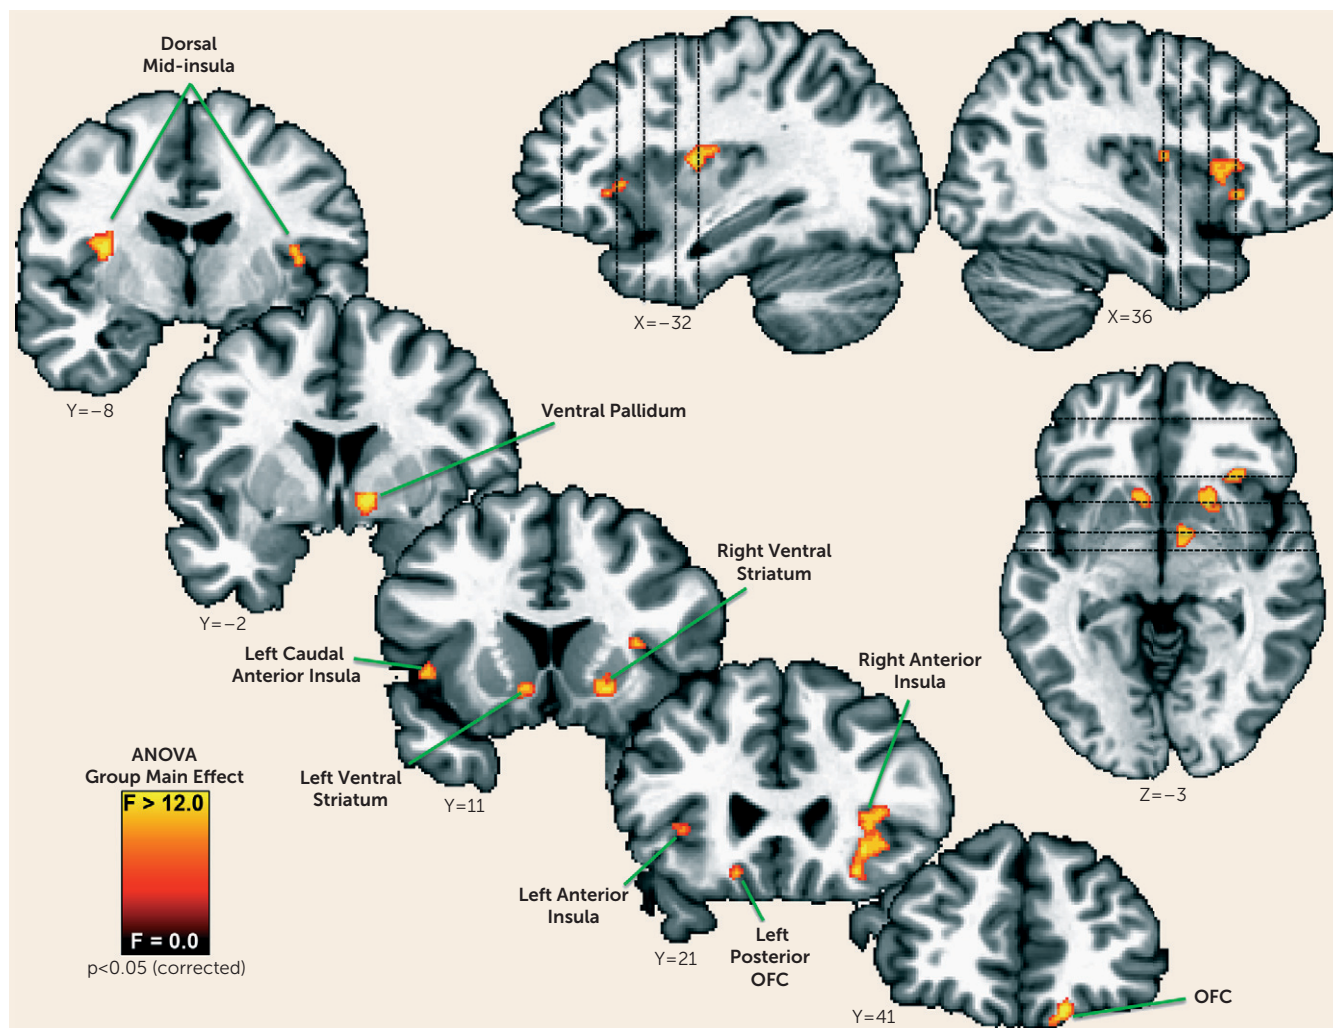 Dorsal
Mid-insula
X=−32
X=36
Y=−8
Ventral Pallidum
Y=−2
Right Ventral
Striatum
Left Caudal
Anterior Insula
Right Anterior
Insula
ANOVA
Group Main Effect
F > 12.0
F = 0.0
p<0.05 (corrected)
Left Ventral
Striatum
Y=11
Z=−3
Left Anterior
Insula
Left
Posterior
OFC
Y=21
OFC
Y=41